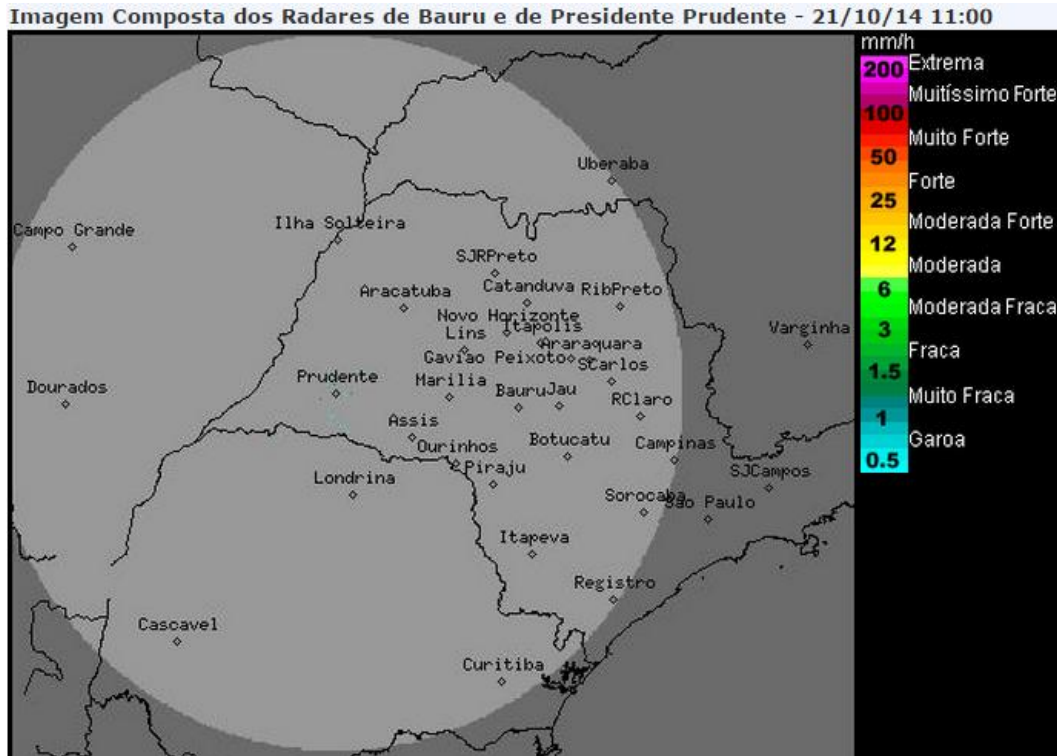 Imagem Composta dos Radares de Bauru e de Presidente Prudente - 21/10/14 11:00
mm/h
200 Extrema
Muitíssimo Forte
100
Muito Forte
50
Forte
25
Moderada Forte
12
Moderada
6
Moderada Fraca
3
Fraca
1.5
Muito Fraca
1
Garoa
0.5
Uberaba
Campo Grande
Ilha Solteira
SJRPreto
Catanduva
RibPreto
Aracatuba
Novo Horizonte
Itapolis
Varginha
Lins
Araraquara
Gaviao Peixoto
SCarlos
Prudente
Marilia
Dourados
Bauru
Jau
RClaro
Assis
Ourinhos
Botucatu
Campinas
Piraju
Londrina
SJCampos
Sorocaba
Sao Paulo
Itapeva
Registro
Cascavel
Curitiba